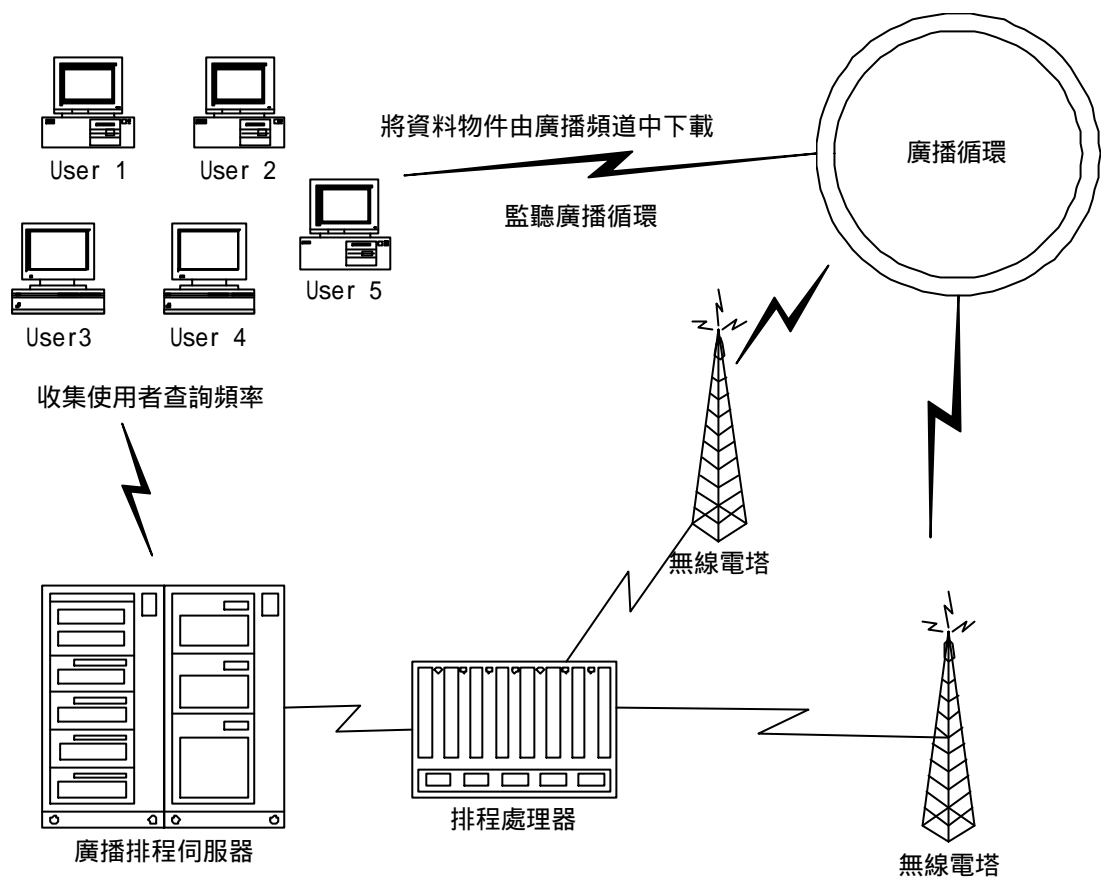 User 1
User 2
將資料物件由廣播頻道中下載
廣播循環
監聽廣播循環
User 5
User3
User 4
收集使用者查詢頻率
無線電塔
排程處理器
廣播排程伺服器
無線電塔